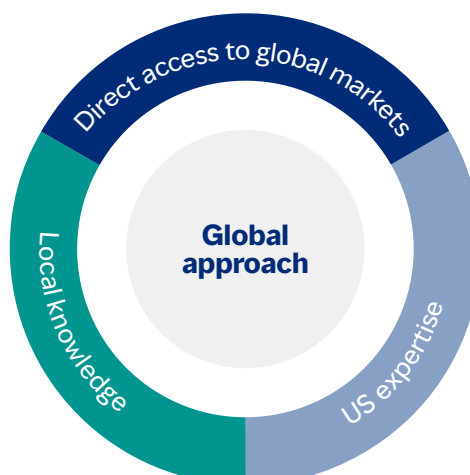 Direct access to global markets
Global
approach
Local knowledge
US expertise